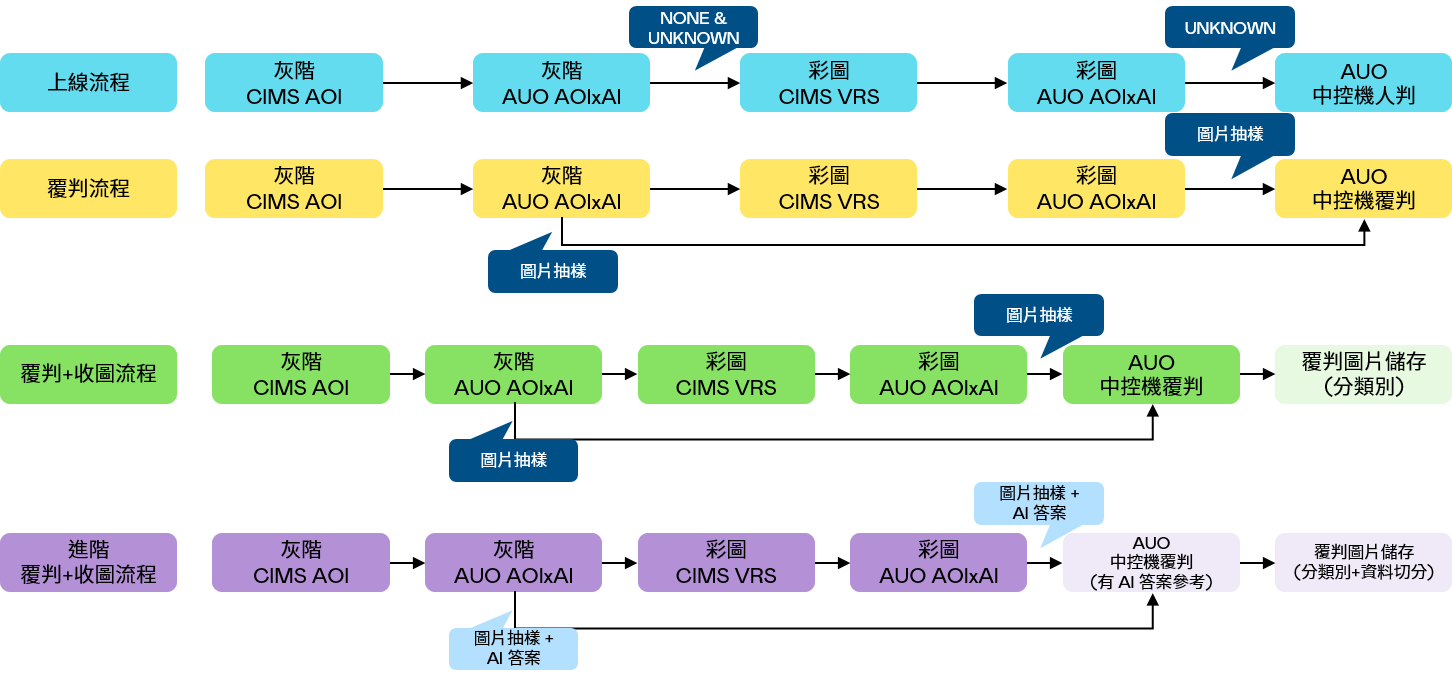 NONE &
UNKNOWN
UNKNOWN
上線流程
灰階
CIMS AOI
灰階
AUO AOIxAI
彩圖
CIMS VRS
彩圖
AUO AOIxAI
AUO
中控機人判
圖片抽樣
覆判流程
灰階
CIMS AOI
灰階
AUO AOIxAI
彩圖
CIMS VRS
彩圖
AUO AOIxAI
AUO
中控機覆判
圖片抽樣
圖片抽樣
覆判+收圖流程
灰階
CIMS AOI
灰階
AUO AOIxAI
彩圖
CIMS VRS
彩圖
AUO AOIxAI
AUO
中控機覆判
覆判圖片儲存
(分類別)
圖片抽樣
圖片抽樣 +
AI 答案
進階
覆判+收圖流程
灰階
CIMS AOI
灰階
AUO AOIxAI
彩圖
CIMS VRS
彩圖
AUO AOIxAI
AUO
中控機覆判
(有 AI 答案參考)
覆判圖片儲存
(分類別+資料切分)
圖片抽樣 +
AI 答案